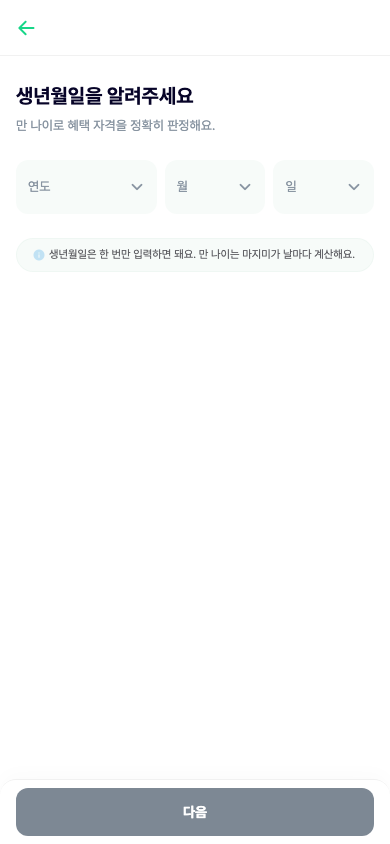 생년월일을 알려주세요
만 나이로 혜택 자격을 정확히 판정해요.
연도 월 일
생년월일은 한 번만 입력하면 돼요. 만 나이는 마지미가 날마다 계산해요.
다음